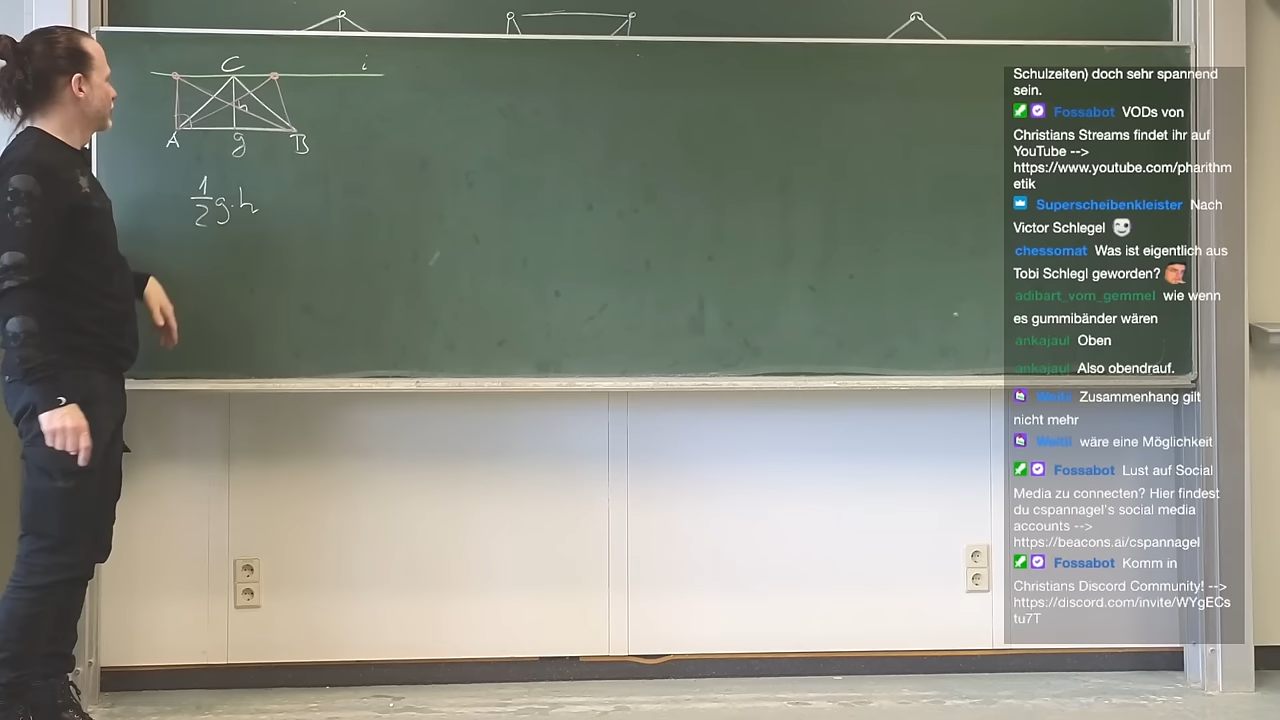 C
i
h
A
g
B
1
2 g·h
Schulzeiten) doch sehr spannend
sein.
Fossabot VODs von
Christians Streams findet ihr auf
YouTube -->
https://www.youtube.com/pharithm
etik
Superscheibenkleister Nach
Victor Schlegel
chessomat Was ist eigentlich aus
Tobi Schlegl geworden?
adibart_vom_gemmel wie wenn
es gummibänder wären
ankajaul Oben
ankajaul Also obendrauf.
Zusammenhang gilt
nicht mehr
wäre eine Möglichkeit
Fossabot Lust auf Social
Media zu connecten? Hier findest
du cspannagel's social media
accounts -->
https://beacons.ai/cspannagel
Fossabot Komm in
Christians Discord Community! -->
https://discord.com/invite/WYgECs
tu7T